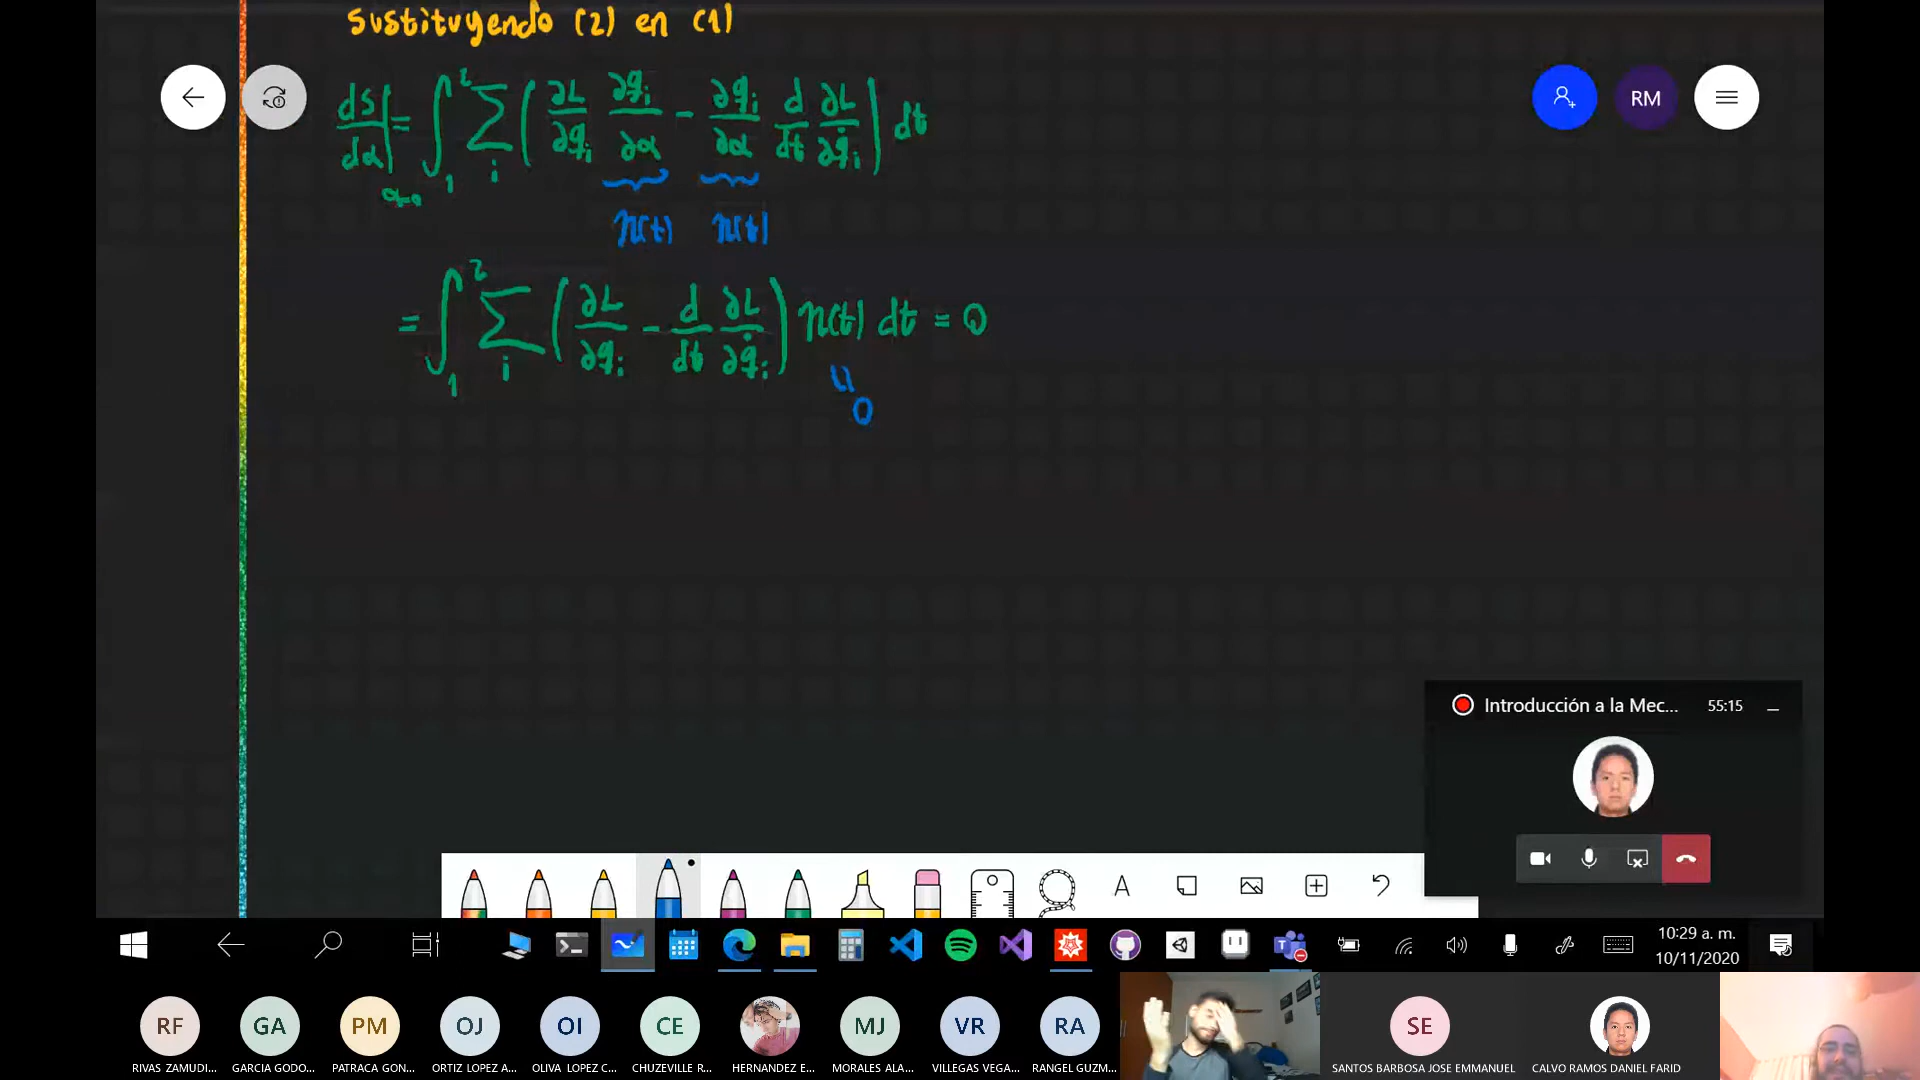 sustituyendo (2) en (1)
dS/dα|α=0 = ∫₁² Σᵢ ( ∂L/∂qᵢ ∂qᵢ/∂α - ∂qᵢ/∂α d/dt ∂L/∂q̇ᵢ ) dt
η(t) η(t)
= ∫₁² Σᵢ ( ∂L/∂qᵢ - d/dt ∂L/∂q̇ᵢ ) η(t) dt = 0
0
RM
Introducción a la Mec... 55:15
A
10:29 a. m.
10/11/2020
RF GA PM OJ OI CE MJ VR RA SE
RIVAS ZAMUDI... GARCIA GODO... PATRACA GON... ORTIZ LOPEZ A... OLIVA LOPEZ C... CHUZEVILLE R... HERNANDEZ E... MORALES ALA... VILLEGAS VEGA... RANGEL GUZM... SANTOS BARBOSA JOSE EMMANUEL CALVO RAMOS DANIEL FARID